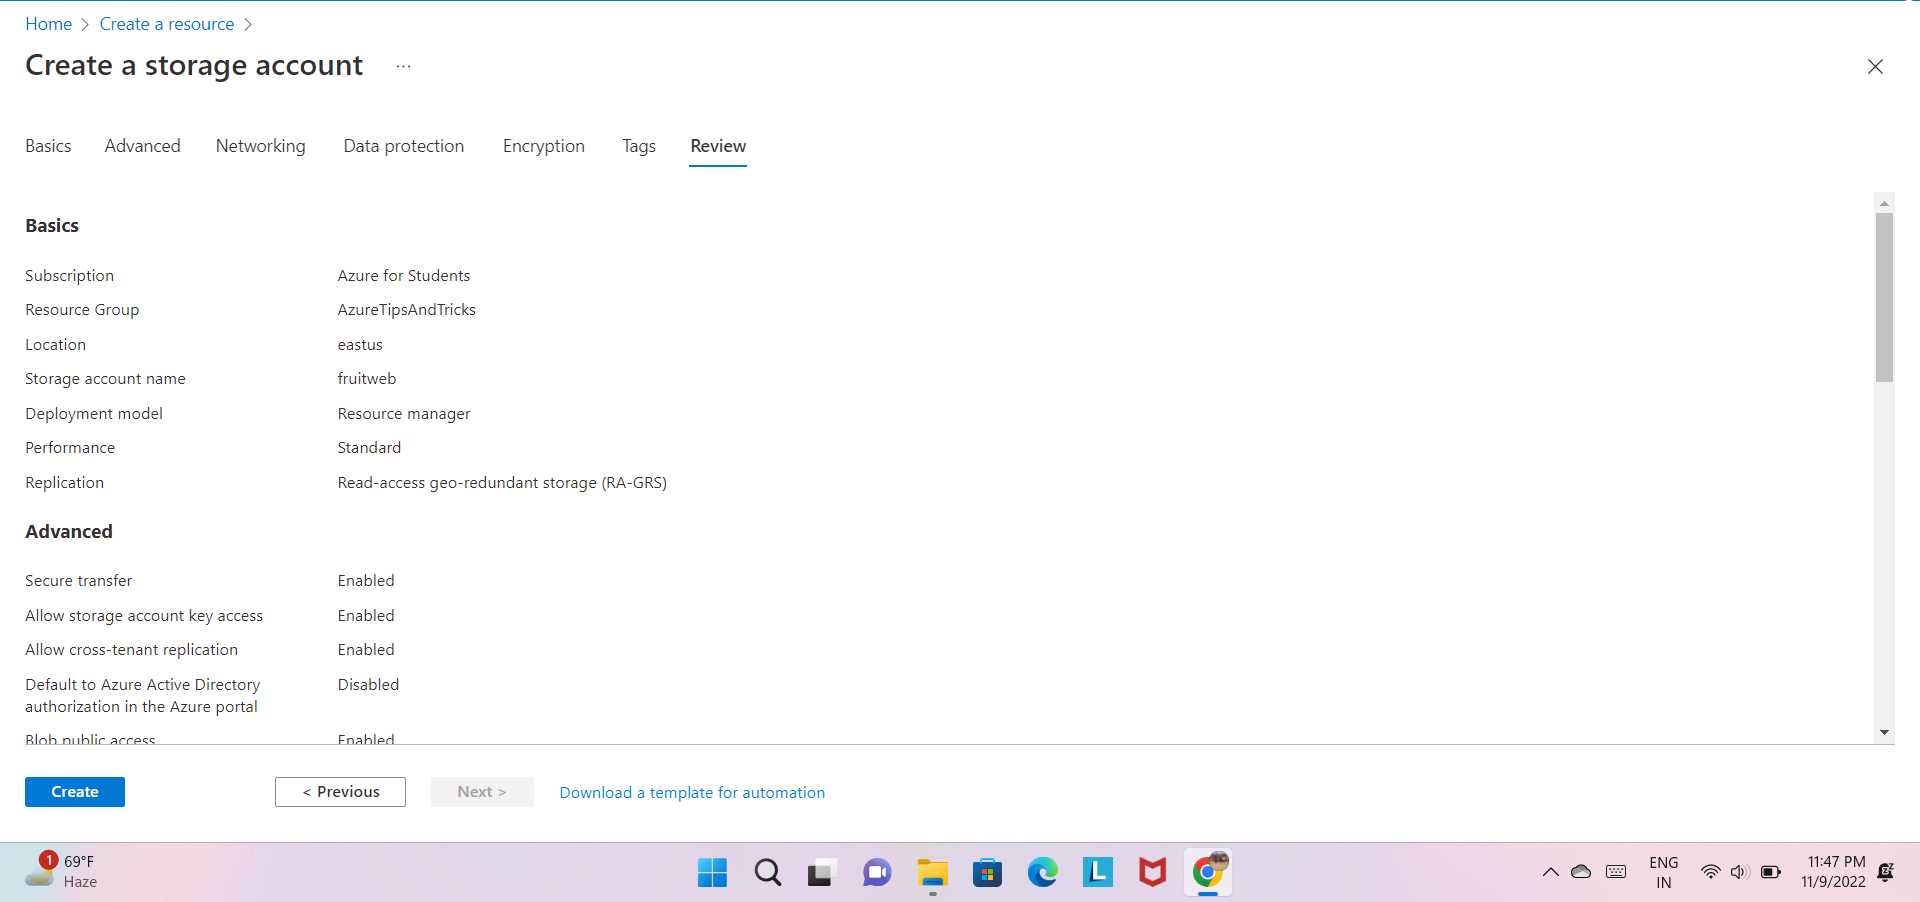 Home > Create a resource >
Create a storage account ...
Basics Advanced Networking Data protection Encryption Tags Review
Basics
Subscription Azure for Students
Resource Group AzureTipsAndTricks
Location eastus
Storage account name fruitweb
Deployment model Resource manager
Performance Standard
Replication Read-access geo-redundant storage (RA-GRS)
Advanced
Secure transfer Enabled
Allow storage account key access Enabled
Allow cross-tenant replication Enabled
Default to Azure Active Directory Disabled
authorization in the Azure portal
Blob public access Enabled
Create < Previous Next > Download a template for automation
1 69°F
Haze
L
ENG
IN
11:47 PM
11/9/2022